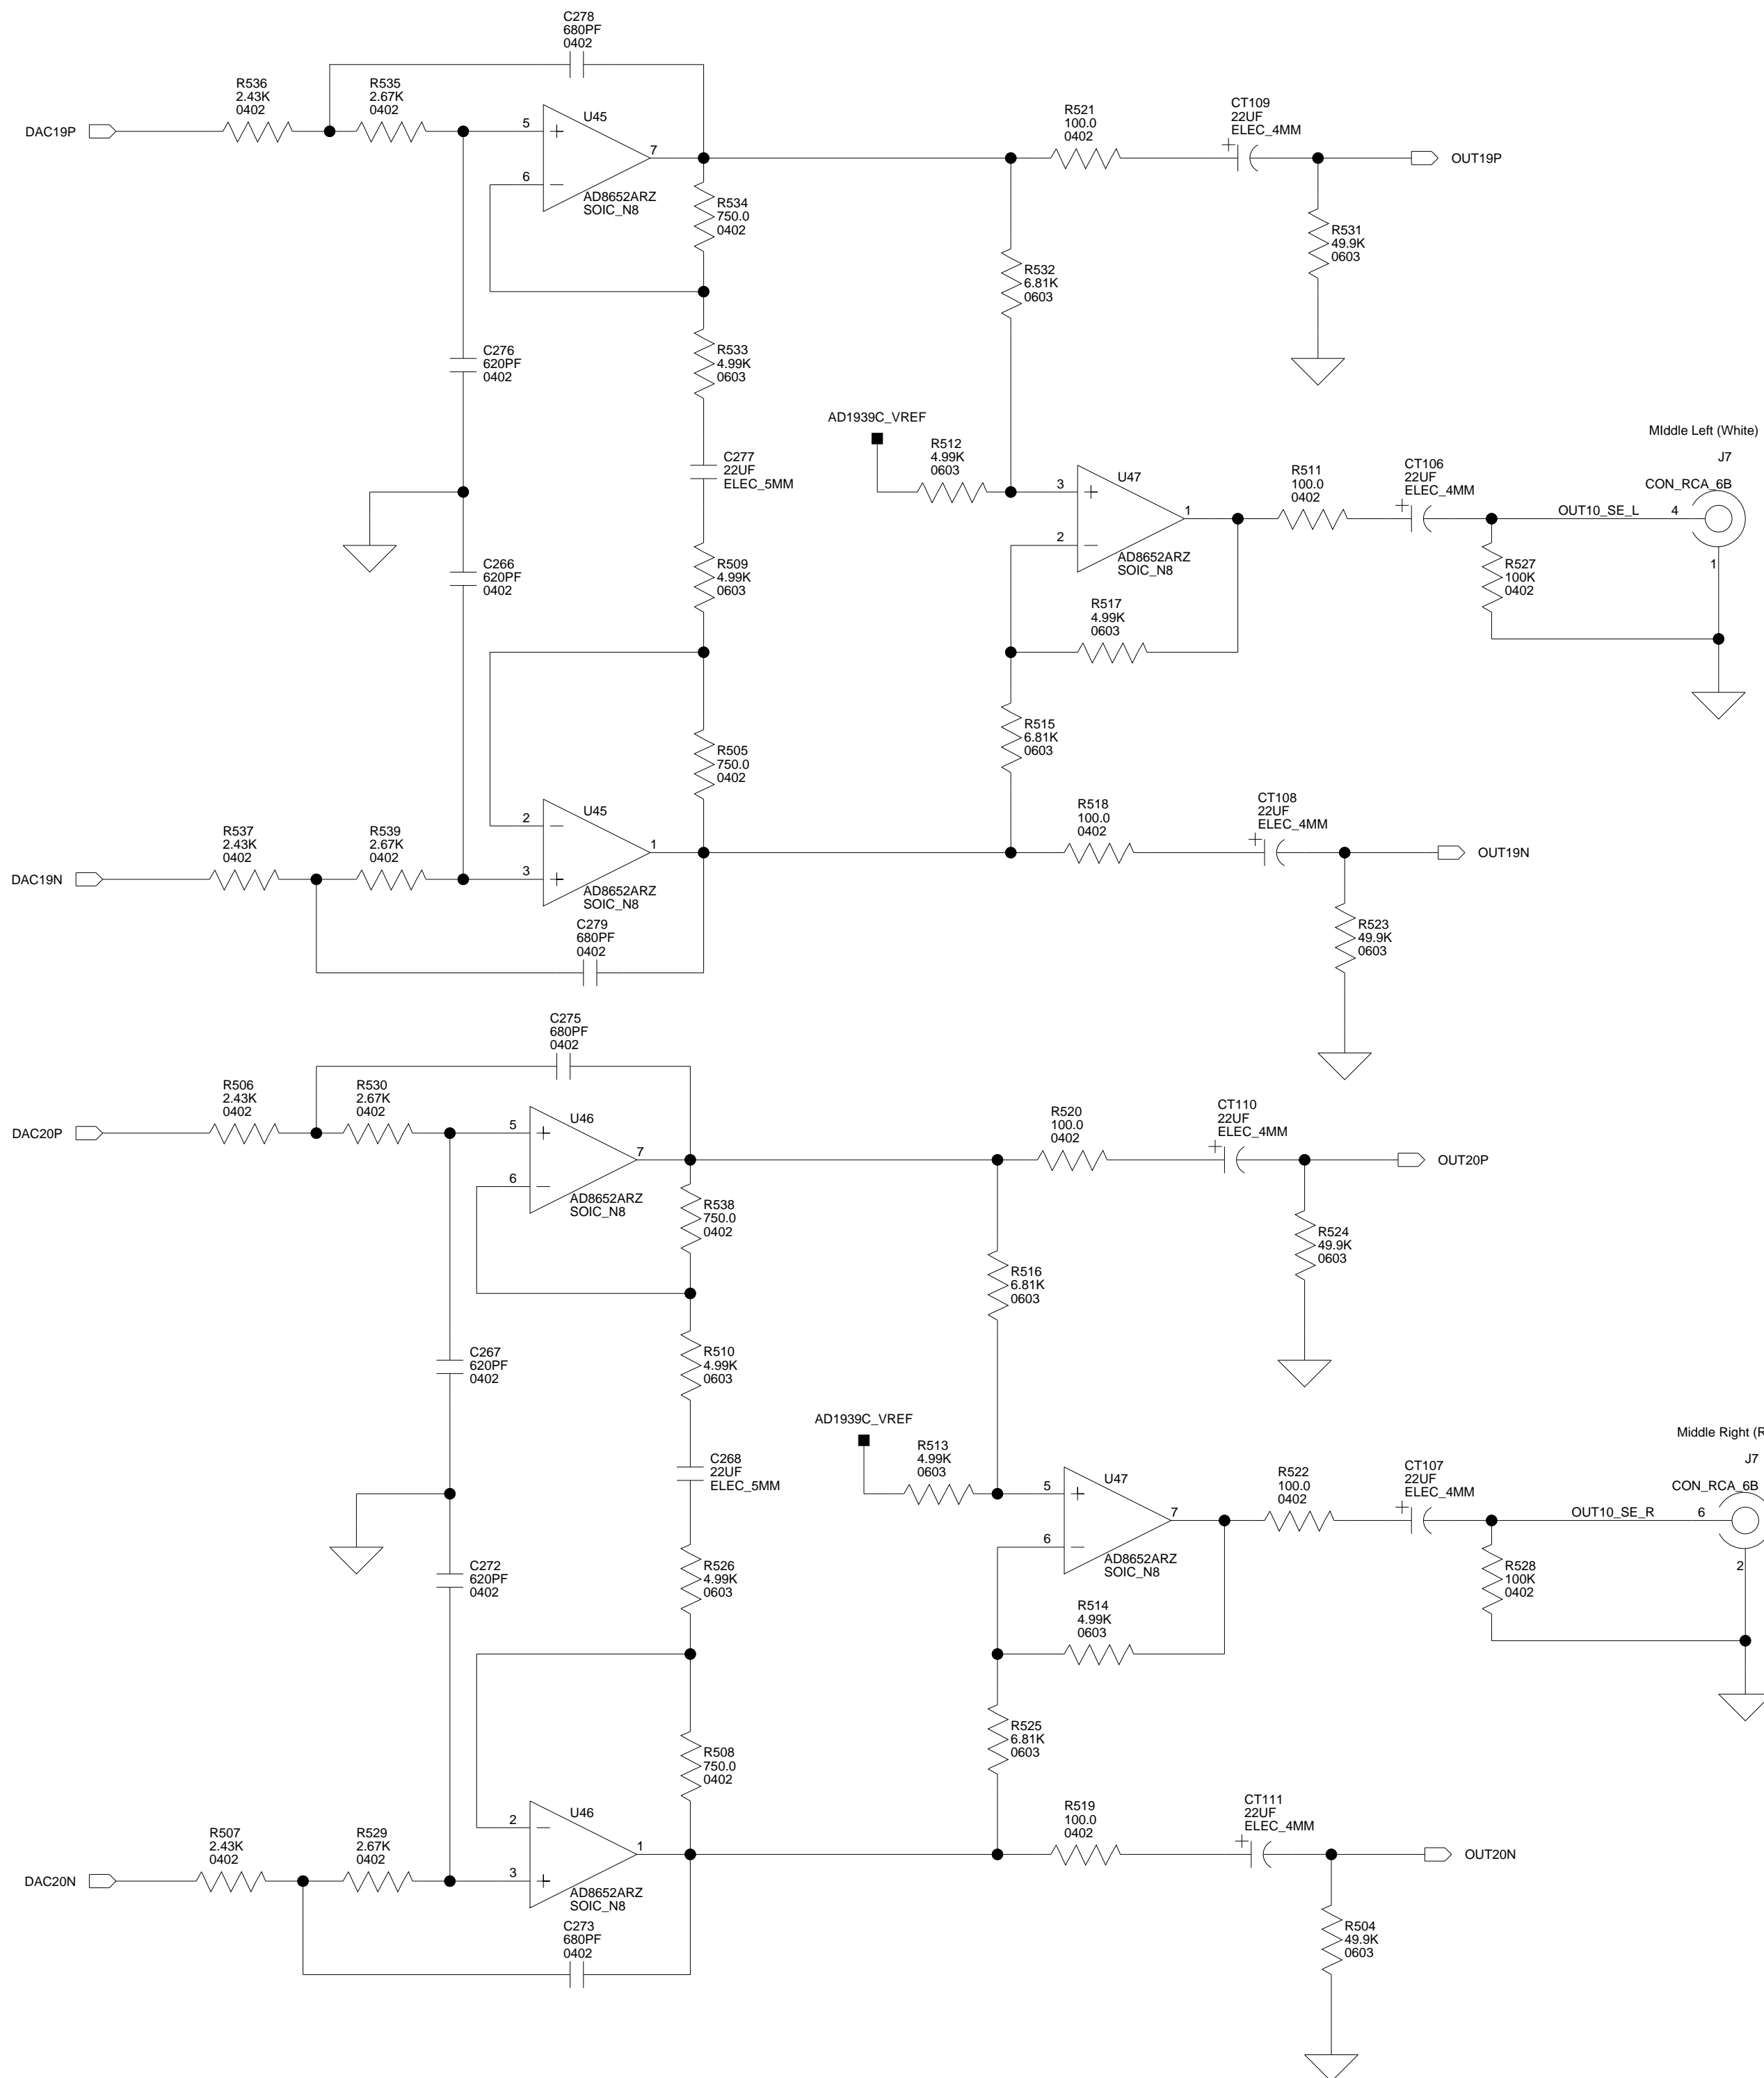 C278
680PF
0402
R536
2.43K
0402
R535
2.67K
0402
DAC19P
5
6
7
U45
AD8652ARZ
SOIC_N8
R534
750.0
0402
R521
100.0
0402
CT109
22UF
ELEC_4MM
+
OUT19P
R531
49.9K
0603
R532
6.81K
0603
C276
620PF
0402
R533
4.99K
0603
C277
22UF
ELEC_5MM
AD1939C_VREF
R512
4.99K
0603
3
2
1
U47
AD8652ARZ
SOIC_N8
R511
100.0
0402
CT106
22UF
ELEC_4MM
+
MIddle Left (White)
J7
CON_RCA_6B
OUT10_SE_L
4
1
R527
100K
0402
C266
620PF
0402
R509
4.99K
0603
R517
4.99K
0603
R515
6.81K
0603
R505
750.0
0402
R537
2.43K
0402
R539
2.67K
0402
DAC19N
2
3
1
U45
AD8652ARZ
SOIC_N8
C279
680PF
0402
R518
100.0
0402
CT108
22UF
ELEC_4MM
+
OUT19N
R523
49.9K
0603
C275
680PF
0402
R506
2.43K
0402
R530
2.67K
0402
DAC20P
5
6
7
U46
AD8652ARZ
SOIC_N8
R538
750.0
0402
R520
100.0
0402
CT110
22UF
ELEC_4MM
+
OUT20P
R524
49.9K
0603
R516
6.81K
0603
C267
620PF
0402
R510
4.99K
0603
C268
22UF
ELEC_5MM
AD1939C_VREF
R513
4.99K
0603
5
6
7
U47
AD8652ARZ
SOIC_N8
R522
100.0
0402
CT107
22UF
ELEC_4MM
+
Middle Right (R
J7
CON_RCA_6B
OUT10_SE_R
6
2
R528
100K
0402
C272
620PF
0402
R526
4.99K
0603
R514
4.99K
0603
R525
6.81K
0603
R508
750.0
0402
R507
2.43K
0402
R529
2.67K
0402
DAC20N
2
3
1
U46
AD8652ARZ
SOIC_N8
C273
680PF
0402
R519
100.0
0402
CT111
22UF
ELEC_4MM
+
OUT20N
R504
49.9K
0603